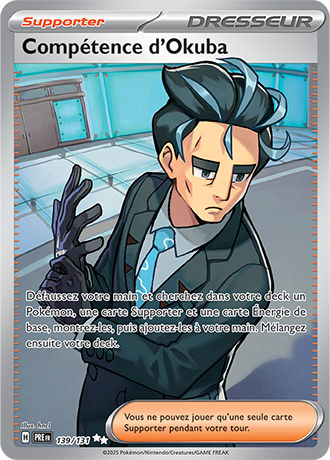 Supporter
DRESSEUR
Compétence d'Okuba
Défaussez votre main et cherchez dans votre deck un
Pokémon, une carte Supporter et une carte Énergie de
base, montrez-les, puis ajoutez-les à votre main. Mélangez
ensuite votre deck.
Illus. hncl
H PRE FR 139/131
Vous ne pouvez jouer qu'une seule carte
Supporter pendant votre tour.
©2025 Pokémon/Nintendo/Creatures/GAME FREAK